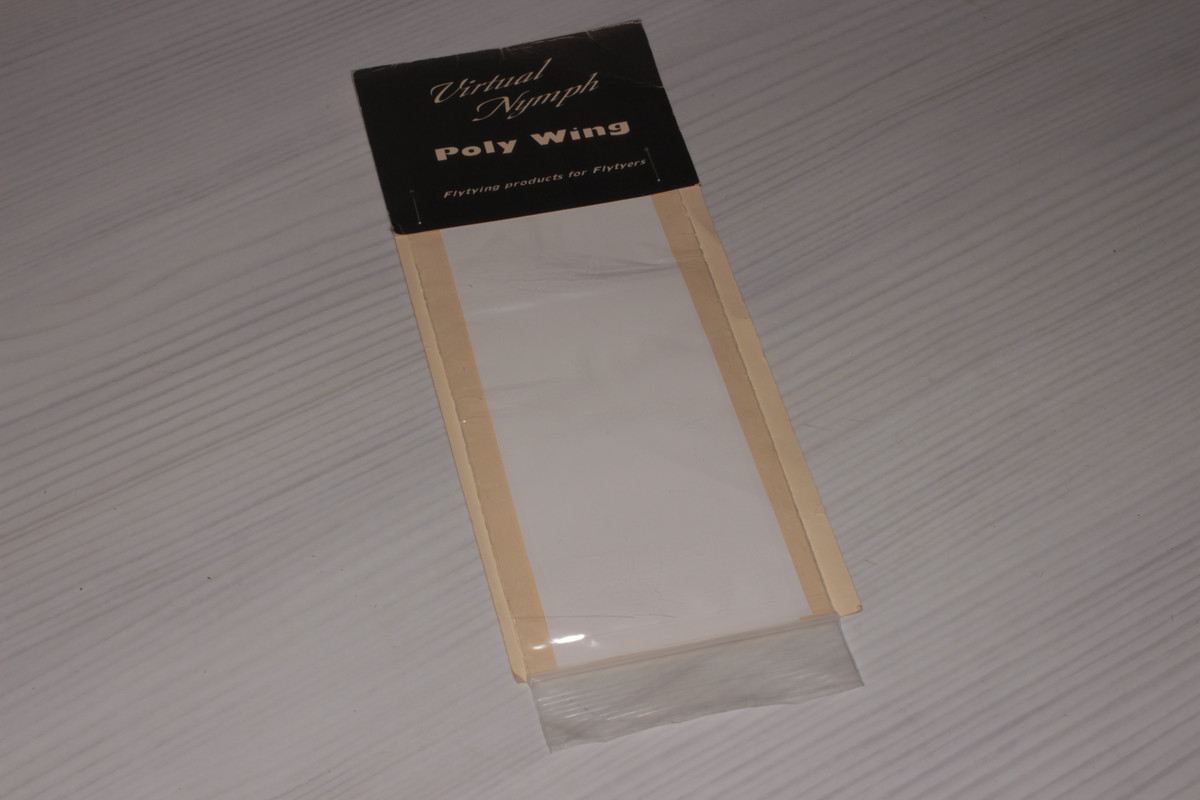 Virtual
Nymph
Poly Wing
Flytying products for Flytyers